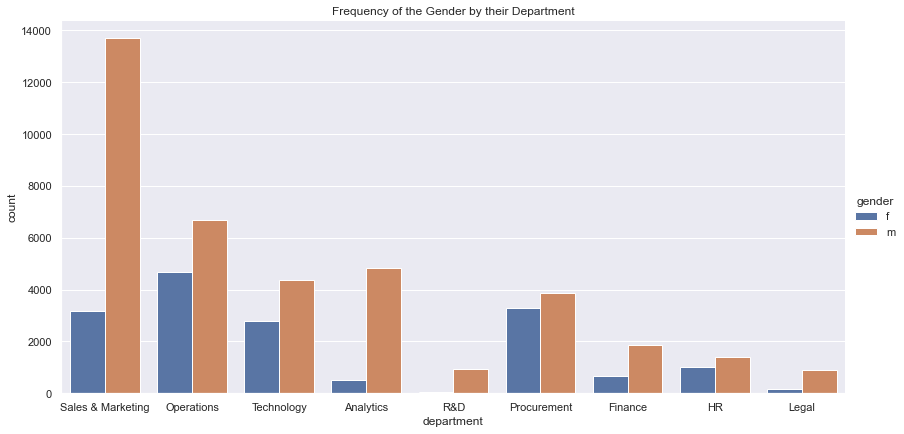 Frequency of the Gender by their Department
14000
12000
10000
8000
6000
4000
2000
0
count
Sales & Marketing Operations Technology Analytics R&D Procurement Finance HR Legal
department
gender
f
m